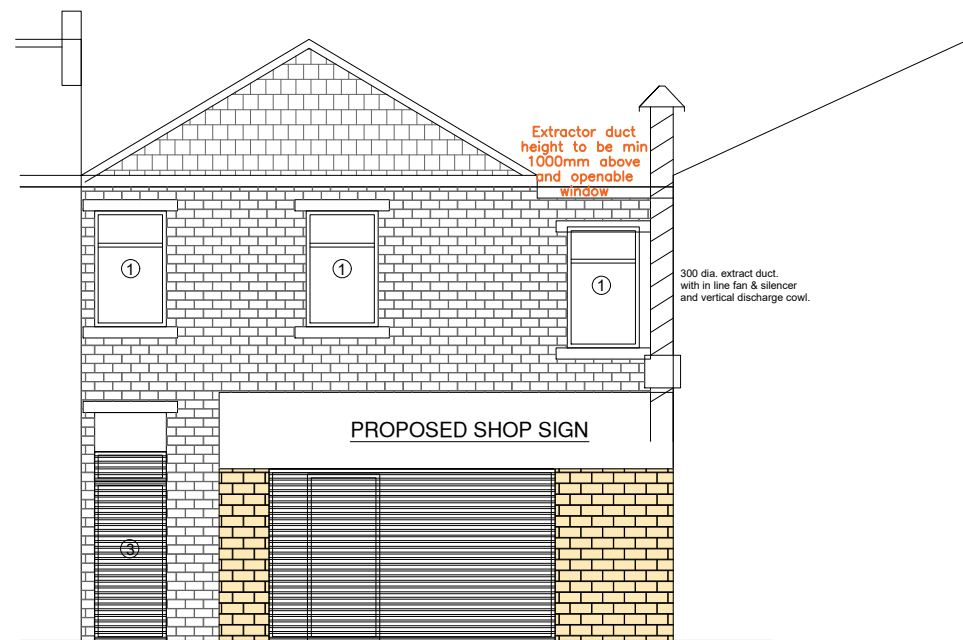 Extractor duct
height to be min
1000mm above
and openable
window
1
1
1
300 dia. extract duct.
with in line fan & silencer
and vertical discharge cowl.
PROPOSED SHOP SIGN
3